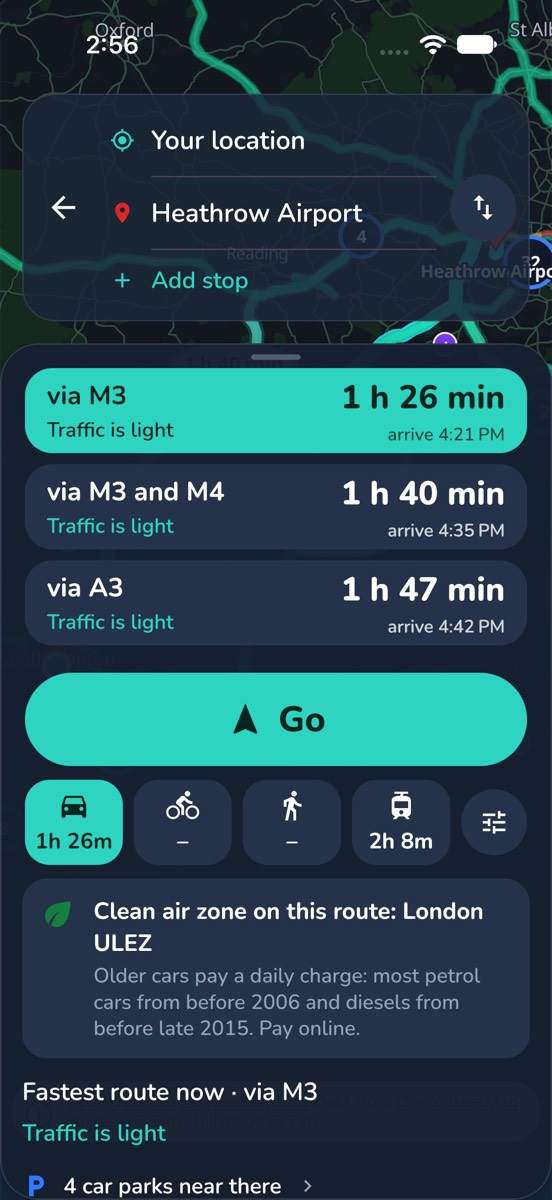 Oxford
2:56
St Alb
Your location
Heathrow Airport
4
Reading
Heathrow Airpo
Add stop
via M3
1 h 26 min
Traffic is light
arrive 4:21 PM
via M3 and M4
1 h 40 min
Traffic is light
arrive 4:35 PM
via A3
1 h 47 min
Traffic is light
arrive 4:42 PM
Go
1h 26m
–
–
2h 8m
Clean air zone on this route: London
ULEZ
Older cars pay a daily charge: most petrol
cars from before 2006 and diesels from
before late 2015. Pay online.
Fastest route now · via M3
Traffic is light
P 4 car parks near there